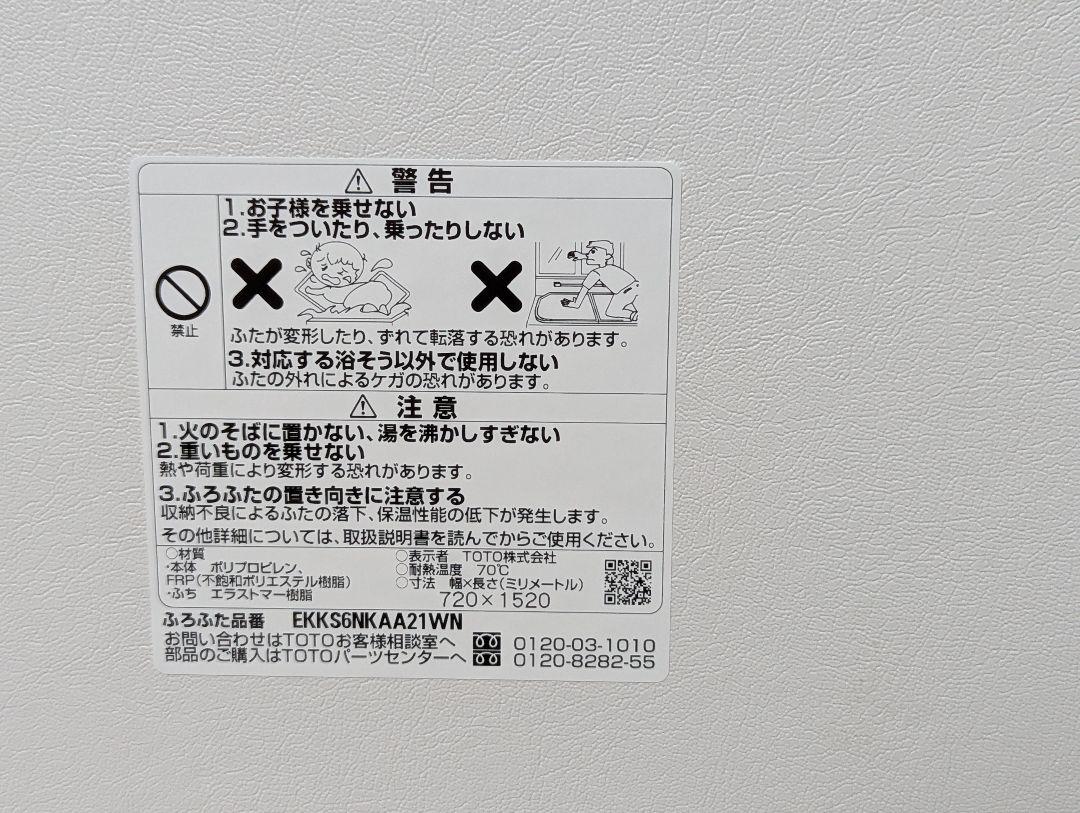 ⚠ 警告
1.お子様を乗せない
2.手をついたり、乗ったりしない
禁止
ふたが変形したり、ずれて転落する恐れがあります。
3.対応する浴そう以外で使用しない
ふたの外れによるケガの恐れがあります。
⚠ 注意
1.火のそばに置かない、湯を沸かしすぎない
2.重いものを乗せない
熱や荷重により変形する恐れがあります。
3.ふろふたの置き向きに注意する
収納不良によるふたの落下、保温性能の低下が発生します。
その他詳細については、取扱説明書を読んでからご使用ください。
○材質
・本体 ポリプロピレン、
FRP(不飽和ポリエステル樹脂)
・ふち エラストマー樹脂
○表示者 TOTO株式会社
○耐熱温度 70℃
○寸法 幅×長さ(ミリメートル)
720×1520
ふろふた品番 EKKS6NKAA21WN
お問い合わせはTOTOお客様相談室へ 0120-03-1010
部品のご購入はTOTOパーツセンターへ 0120-8282-55